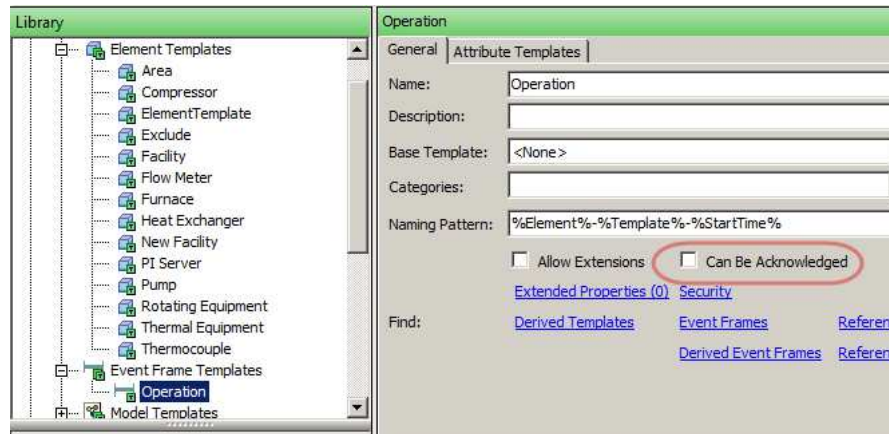 Library
Element Templates
Area
Compressor
ElementTemplate
Exclude
Facility
Flow Meter
Furnace
Heat Exchanger
New Facility
PI Server
Pump
Rotating Equipment
Thermal Equipment
Thermocouple
Event Frame Templates
Operation
Model Templates
Operation
General Attribute Templates
Name: Operation
Description:
Base Template: <None>
Categories:
Naming Pattern: %Element%-%Template%-%StartTime%
Allow Extensions Can Be Acknowledged
Extended Properties (0) Security
Find: Derived Templates Event Frames Referen
Derived Event Frames Referen